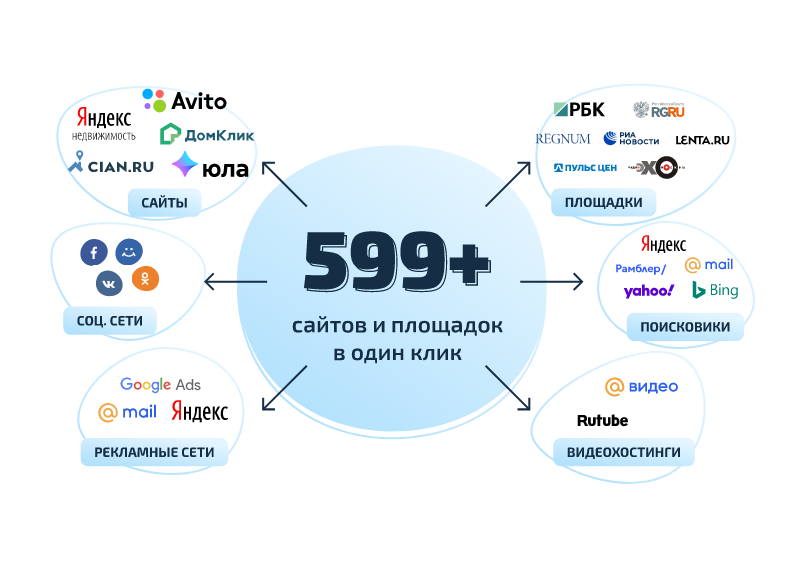 Яндекс
недвижимость
Avito
ДомКлик
CIAN.RU
юла
САЙТЫ
СОЦ. СЕТИ
Google Ads
@mail
Яндекс
РЕКЛАМНЫЕ СЕТИ
599+
сайтов и площадок
в один клик
РБК
RGRU
REGNUM
РИА
НОВОСТИ
LENTA.RU
ПУЛЬС ЦЕН
ЭХО
ПЛОЩАДКИ
Яндекс
Рамблер/
@mail
yahoo!
Bing
ПОИСКОВИКИ
@видео
Rutube
ВИДЕОХОСТИНГИ